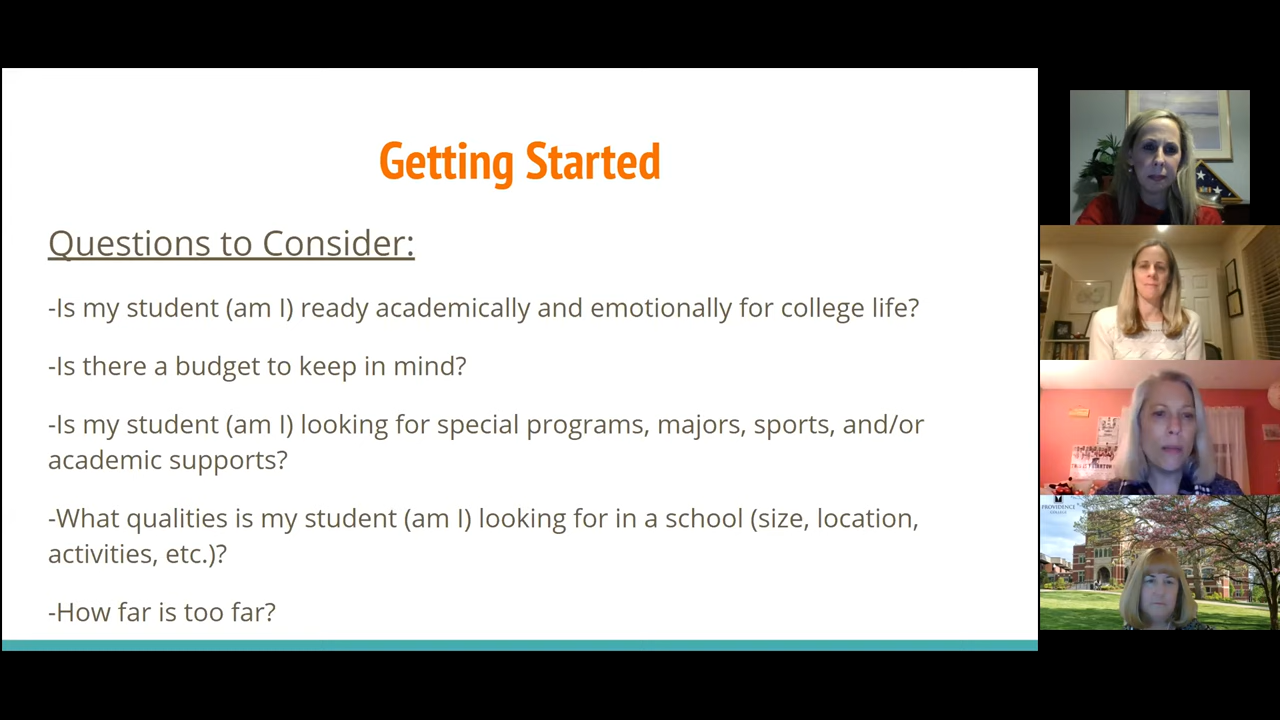 Getting Started
Questions to Consider:
-Is my student (am I) ready academically and emotionally for college life?
-Is there a budget to keep in mind?
-Is my student (am I) looking for special programs, majors, sports, and/or
academic supports?
-What qualities is my student (am I) looking for in a school (size, location,
activities, etc.)?
-How far is too far?
PROVIDENCE
COLLEGE